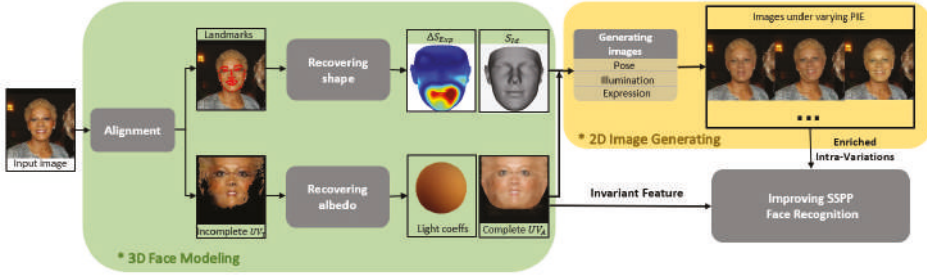 Input image
Alignment
Landmarks
Incomplete UV_I
Recovering
shape
Recovering
albedo
ΔS_Exp
S_Id
Light coeffs
Complete UV_A
* 3D Face Modeling
Generating
images
Pose
Illumination
Expression
Images under varying PIE
...
* 2D Image Generating
Enriched
Intra-Variations
Invariant Feature
Improving SSPP
Face Recognition